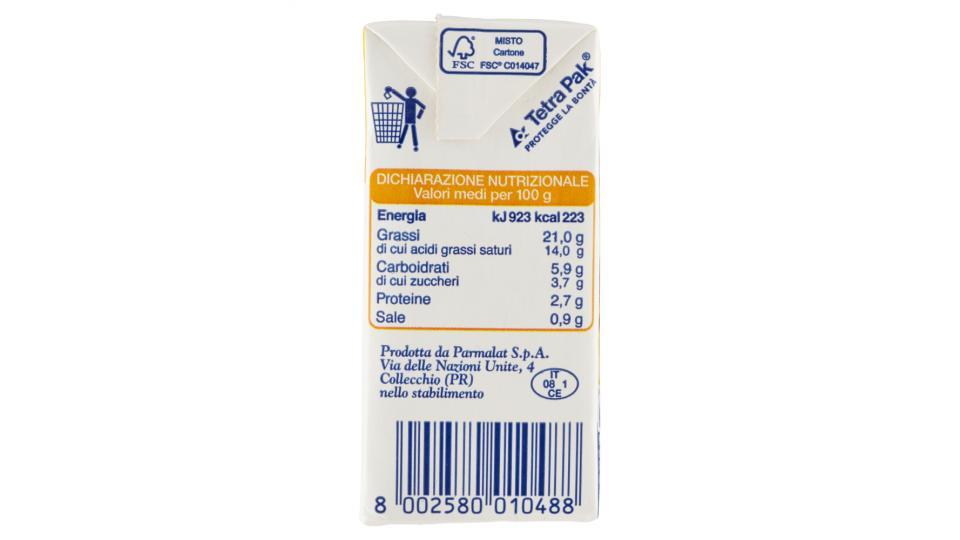 MISTO
Cartone
FSC
FSC® C014047
Tetra Pak®
PROTEGGE LA BONTÀ
DICHIARAZIONE NUTRIZIONALE
Valori medi per 100 g
Energia kJ 923 kcal 223
Grassi 21,0 g
di cui acidi grassi saturi 14,0 g
Carboidrati 5,9 g
di cui zuccheri 3,7 g
Proteine 2,7 g
Sale 0,9 g
Prodotta da Parmalat S.p.A.
Via delle Nazioni Unite, 4
Collecchio (PR)
nello stabilimento
IT
08 1
CE
8 002580 010488